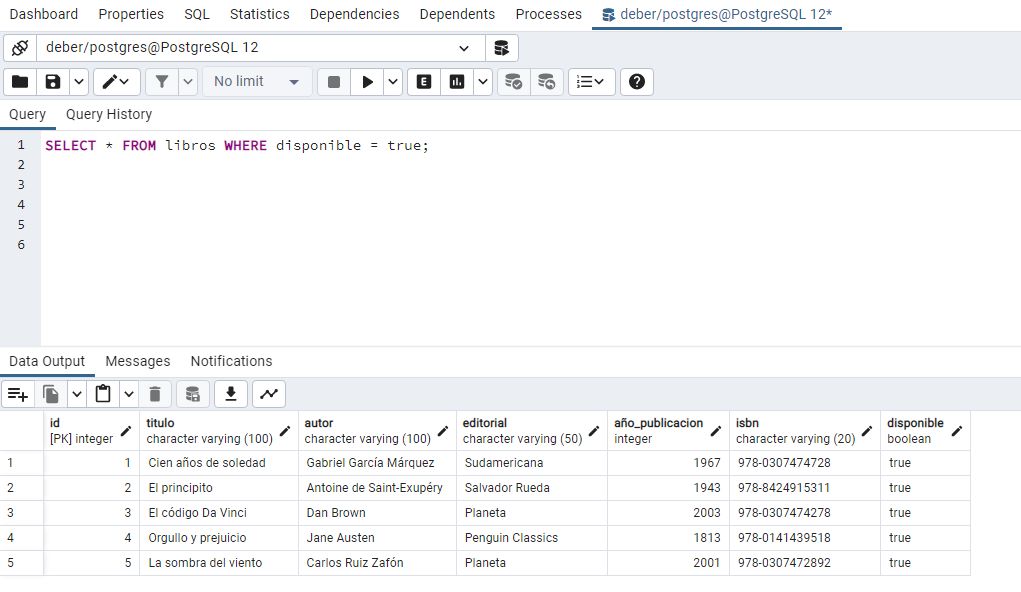 Dashboard Properties SQL Statistics Dependencies Dependents Processes deber/postgres@PostgreSQL 12*
deber/postgres@PostgreSQL 12
No limit E
Query Query History
1 SELECT * FROM libros WHERE disponible = true;
2
3
4
5
6
Data Output Messages Notifications
id titulo autor editorial año_publicacion isbn disponible
[PK] integer character varying (100) character varying (100) character varying (50) integer character varying (20) boolean
1 1 Cien años de soledad Gabriel García Márquez Sudamericana 1967 978-0307474728 true
2 2 El principito Antoine de Saint-Exupéry Salvador Rueda 1943 978-8424915311 true
3 3 El código Da Vinci Dan Brown Planeta 2003 978-0307474278 true
4 4 Orgullo y prejuicio Jane Austen Penguin Classics 1813 978-0141439518 true
5 5 La sombra del viento Carlos Ruiz Zafón Planeta 2001 978-0307472892 true